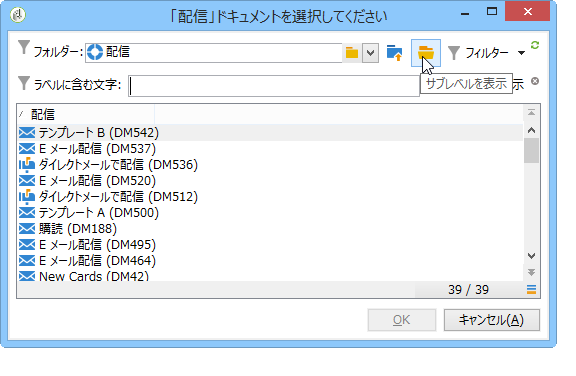 「配信」ドキュメントを選択してください
フォルダー: 配信 フィルター
サブレベルを表示
ラベルに含む文字: 示
配信
テンプレート B (DM542)
E メール配信 (DM537)
ダイレクトメールで配信 (DM536)
E メール配信 (DM520)
ダイレクトメールで配信 (DM512)
テンプレート A (DM500)
購読 (DM188)
E メール配信 (DM495)
E メール配信 (DM464)
New Cards (DM42)
39 / 39
OK キャンセル(A)